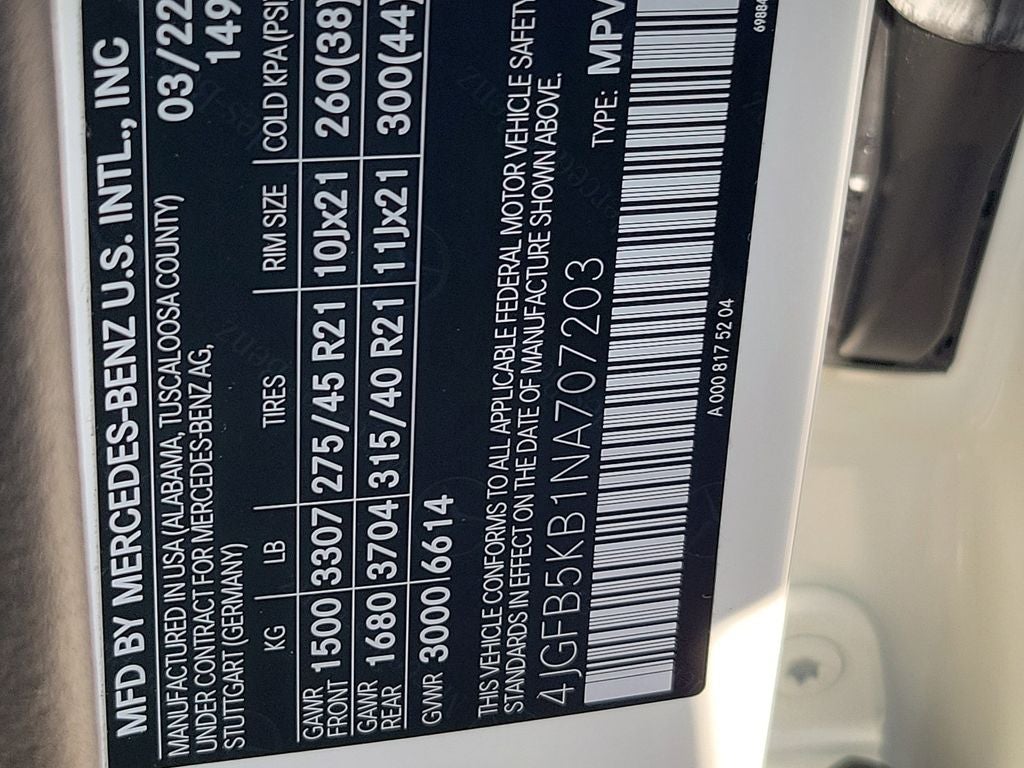 MFD BY MERCEDES-BENZ U.S. INTL., INC
MANUFACTURED IN USA (ALABAMA, TUSCALOOSA COUNTY) 03/22
UNDER CONTRACT FOR MERCEDES-BENZ AG, 149
STUTTGART (GERMANY)
KG LB TIRES RIM SIZE COLD KPA (PSI
GAWR FRONT 1500 3307 275/45 R21 10Jx21 260(38)
GAWR REAR 1680 3704 315/40 R21 11Jx21 300(44)
GVWR 3000 6614
THIS VEHICLE CONFORMS TO ALL APPLICABLE FEDERAL MOTOR VEHICLE SAFETY
STANDARDS IN EFFECT ON THE DATE OF MANUFACTURE SHOWN ABOVE.
4JGFB5KB1NA707203 TYPE: MPV
A 000 817 52 04 69884